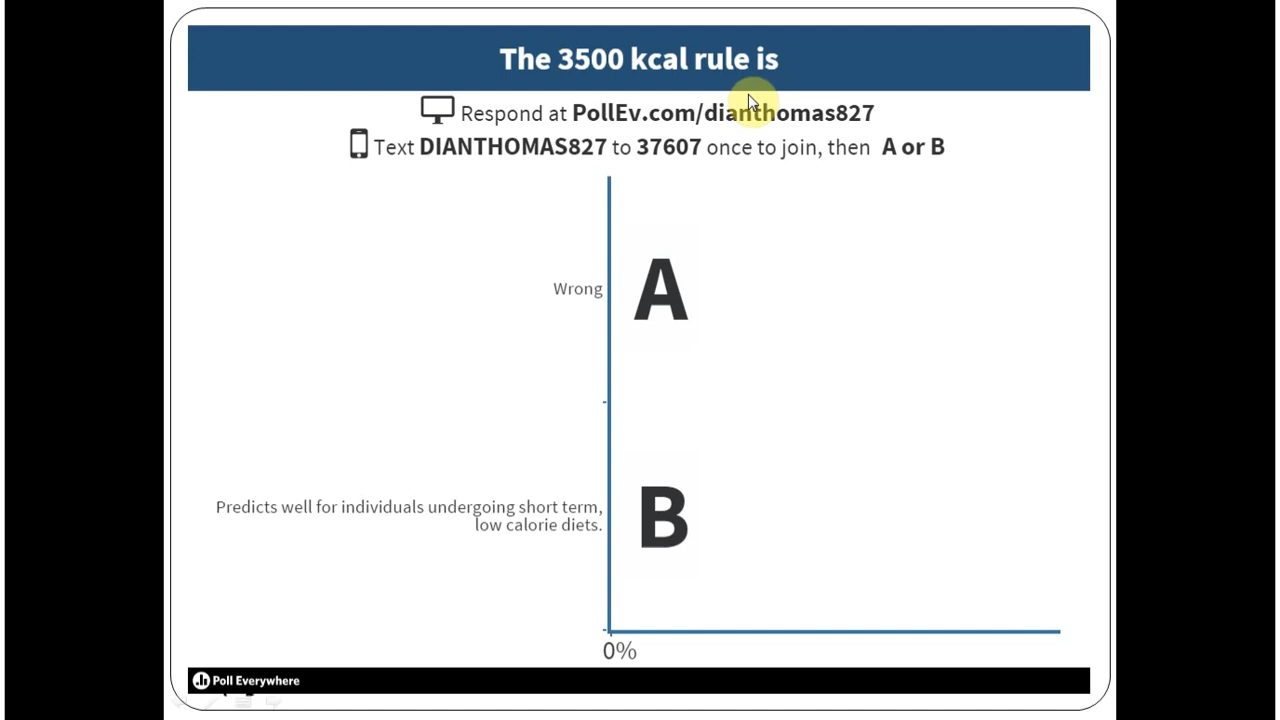 The 3500 kcal rule is
Respond at PollEv.com/dianthomas827
Text DIANTHOMAS827 to 37607 once to join, then A or B
Wrong
A
Predicts well for individuals undergoing short term,
low calorie diets.
B
0%
Poll Everywhere